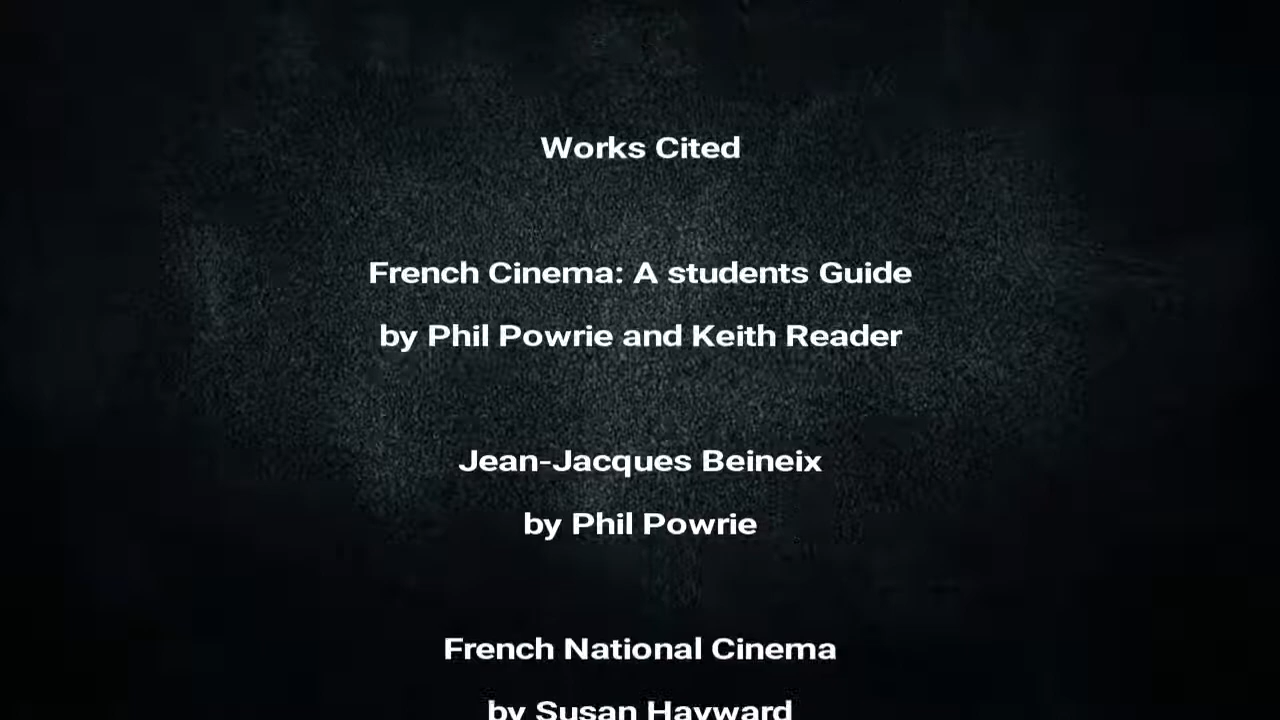 Works Cited
French Cinema: A students Guide
by Phil Powrie and Keith Reader
Jean-Jacques Beineix
by Phil Powrie
French National Cinema
by Susan Hayward